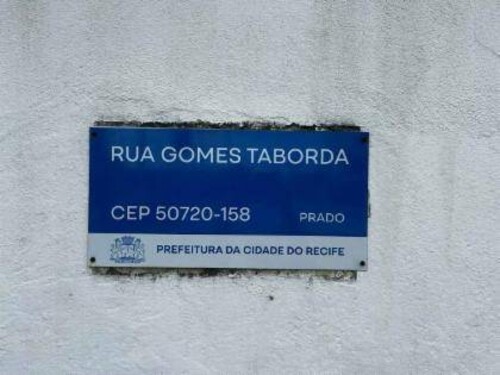 RUA GOMES TABORDA
CEP 50720-158 PRADO
PREFEITURA DA CIDADE DO RECIFE